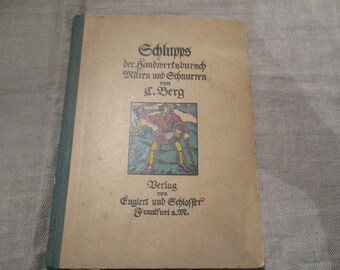 Schlupps
der Handwerksbursch
Mären und Schnurren
von
C. Berg
Verlag
von
Englert und Schlosser
Frankfurt a.M.